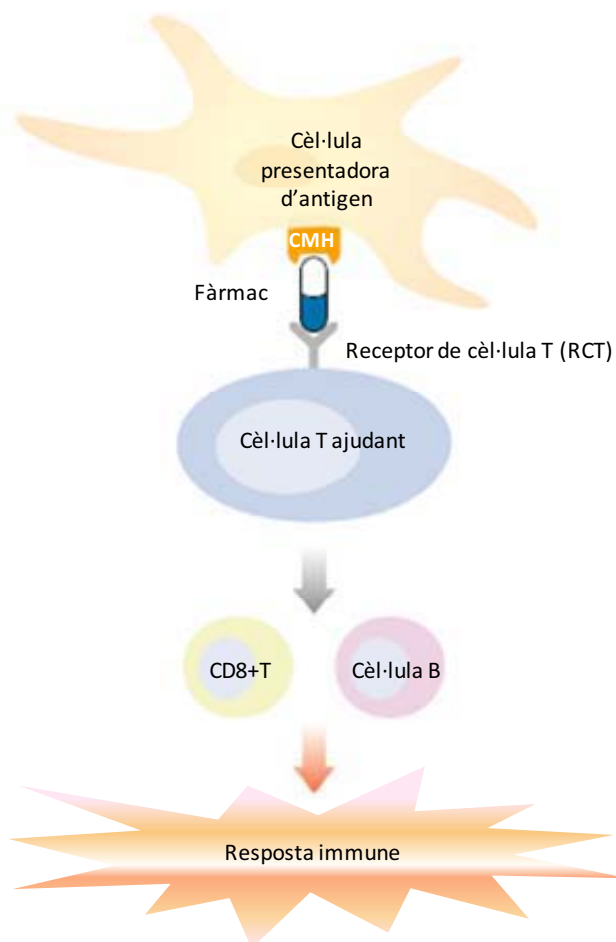 Cèl·lula
presentadora
d'antigen
CMH
Fàrmac
Receptor de cèl·lula T (RCT)
Cèl·lula T ajudant
CD8+T
Cèl·lula B
Resposta immune